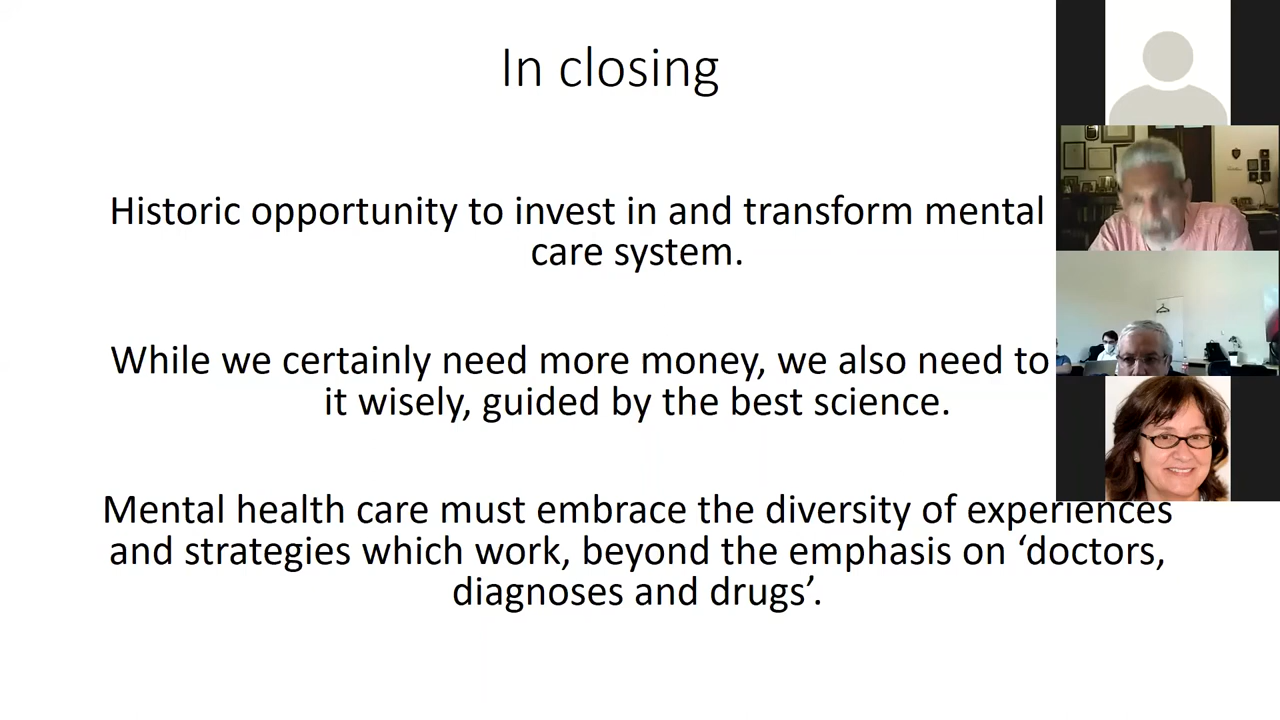 In closing
Historic opportunity to invest in and transform mental
care system.
While we certainly need more money, we also need to
it wisely, guided by the best science.
Mental health care must embrace the diversity of experiences
and strategies which work, beyond the emphasis on ‘doctors,
diagnoses and drugs’.